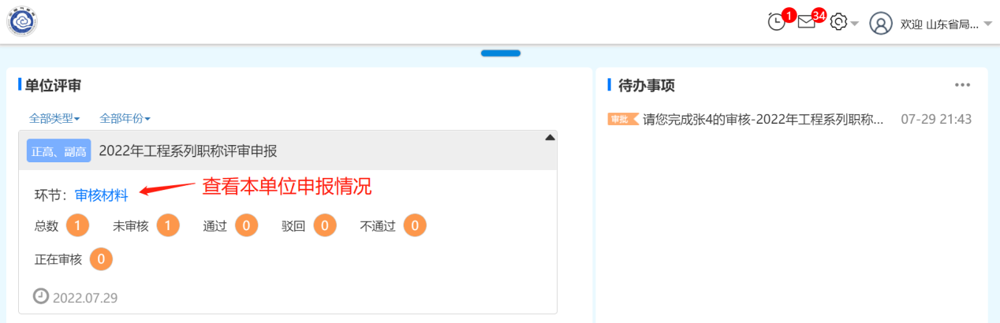 1
34
欢迎 山东省局...
单位评审
全部类型
全部年份
正高、副高
2022年工程系列职称评审申报
环节：审核材料
查看本单位申报情况
总数 1 未审核 1 通过 0 驳回 0 不通过 0
正在审核 0
2022.07.29
待办事项
审批 请您完成张4的审核-2022年工程系列职称... 07-29 21:43